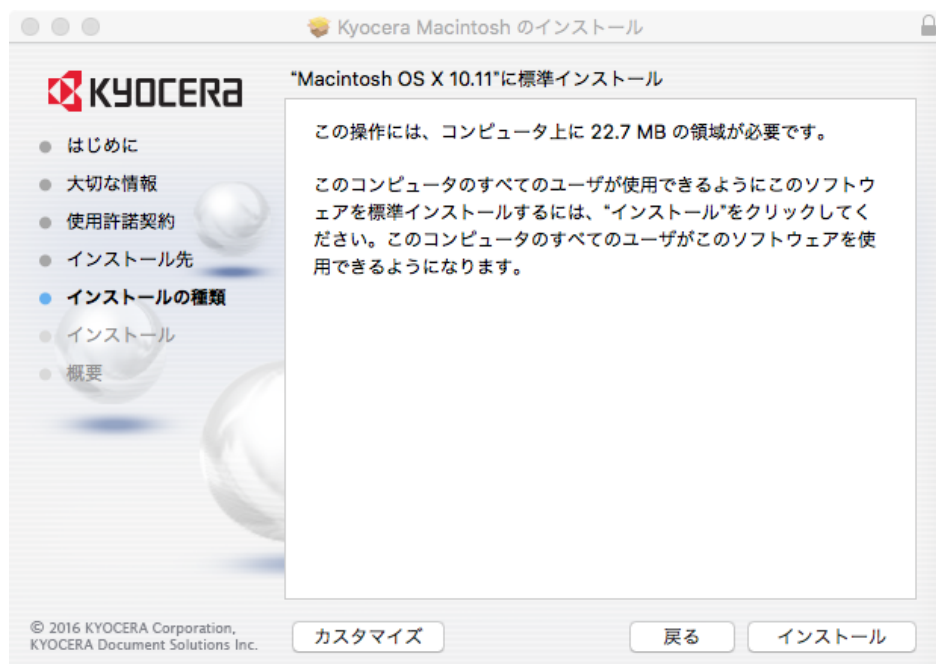 Kyocera Macintosh のインストール
KYOCERA
"Macintosh OS X 10.11"に標準インストール
はじめに
大切な情報
使用許諾契約
インストール先
インストールの種類
インストール
概要
この操作には、コンピュータ上に 22.7 MB の領域が必要です。
このコンピュータのすべてのユーザが使用できるようにこのソフトウ
ェアを標準インストールするには、"インストール"をクリックしてく
ださい。このコンピュータのすべてのユーザがこのソフトウェアを使
用できるようになります。
© 2016 KYOCERA Corporation,
KYOCERA Document Solutions Inc.
カスタマイズ
戻る
インストール